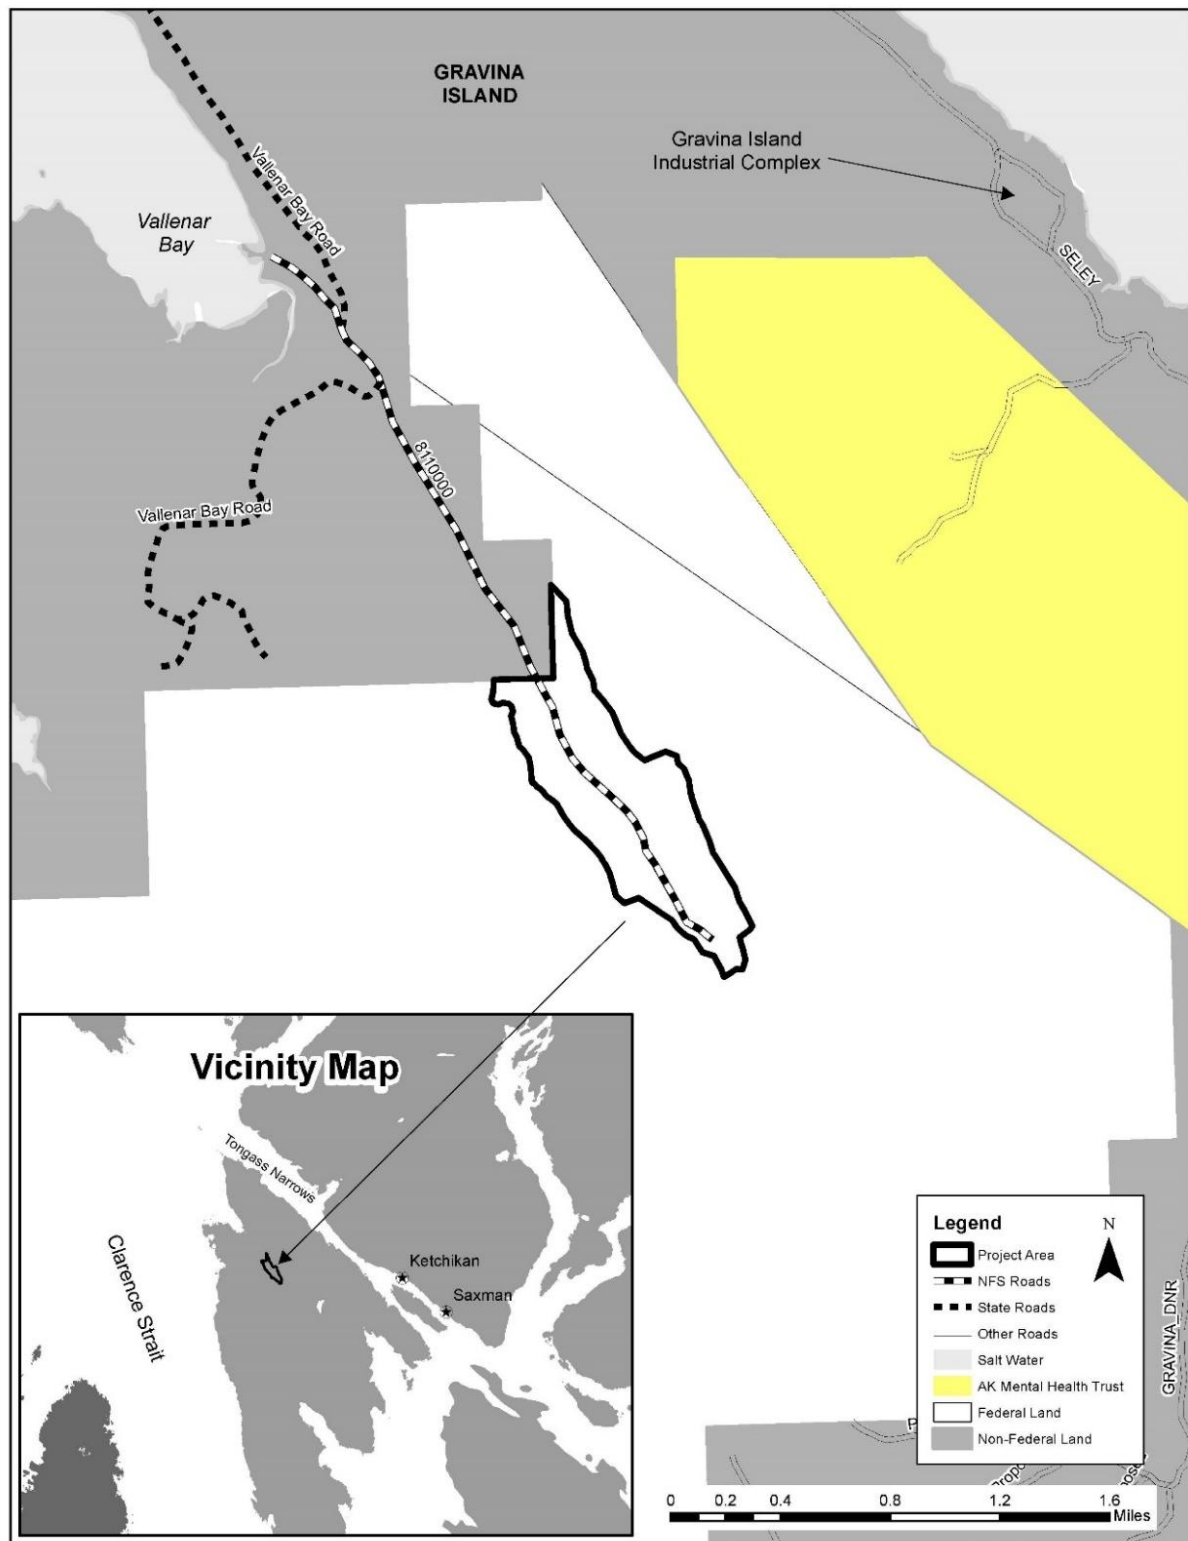 GRAVINA
ISLAND
Gravina Island
Industrial Complex
Vallenar Bay Road
Vallenar
Bay
SELEY
8110000
Vallenar Bay Road
Vicinity Map
Tongass Narrows
Clarence Strait
Ketchikan
Saxman
Legend
N
Project Area
NFS Roads
State Roads
Other Roads
Salt Water
AK Mental Health Trust
Federal Land
Non-Federal Land
GRAVINA_DNR
0 0.2 0.4 0.8 1.2 1.6
Miles